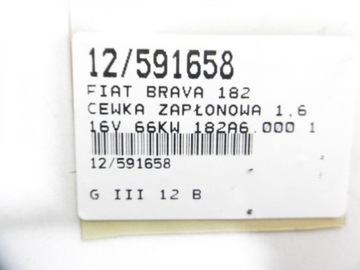 12/591658
FIAT BRAVA 182
CEWKA ZAPŁONOWA 1,6
16V 66KW 182A6.000 1
12/591658
G III 12 B